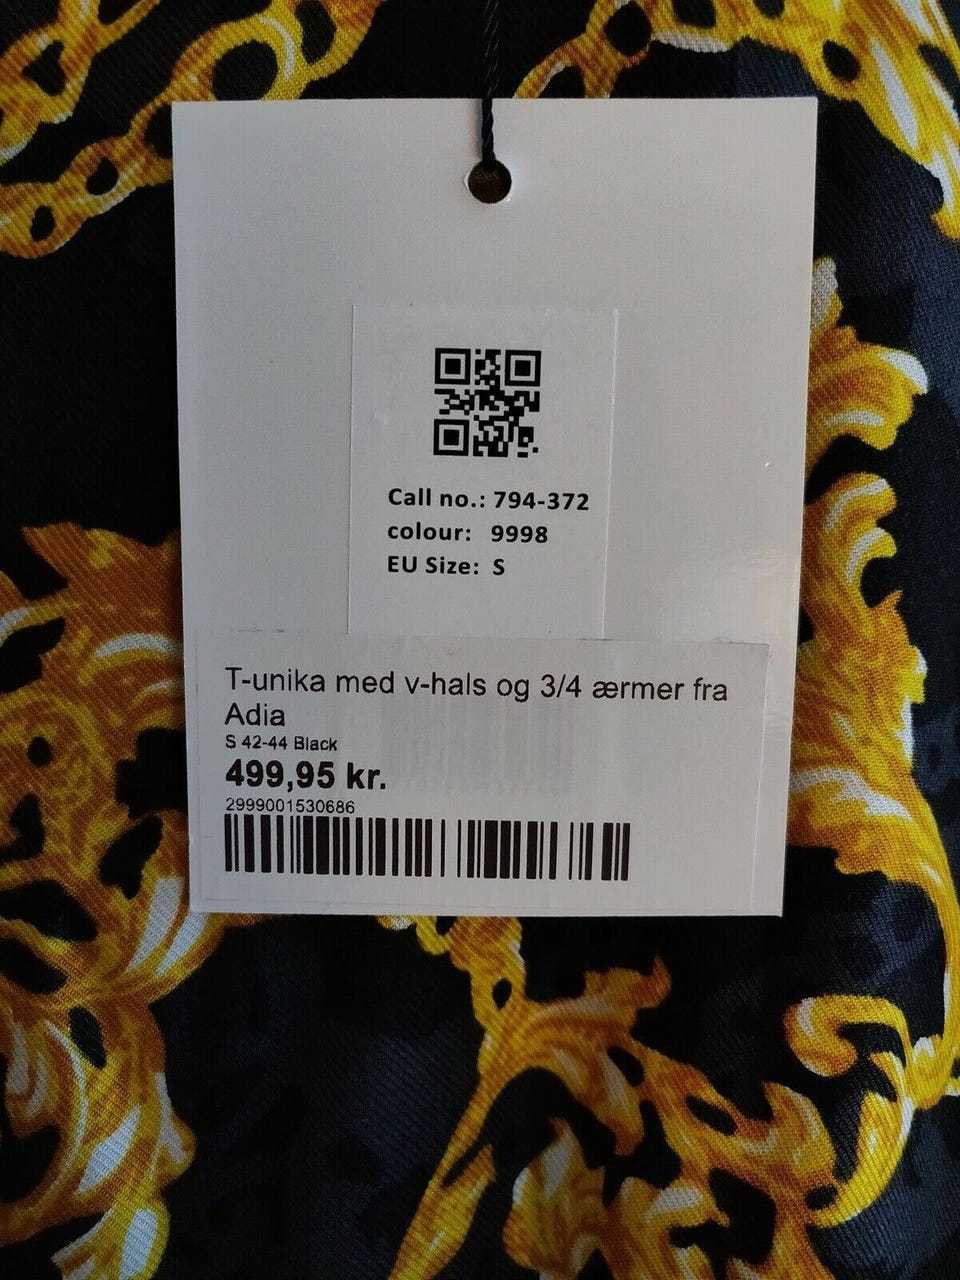 Call no.: 794-372
colour: 9998
EU Size: S
T-unika med v-hals og 3/4 ærmer fra
Adia
S 42-44 Black
499,95 kr.
2999001530686